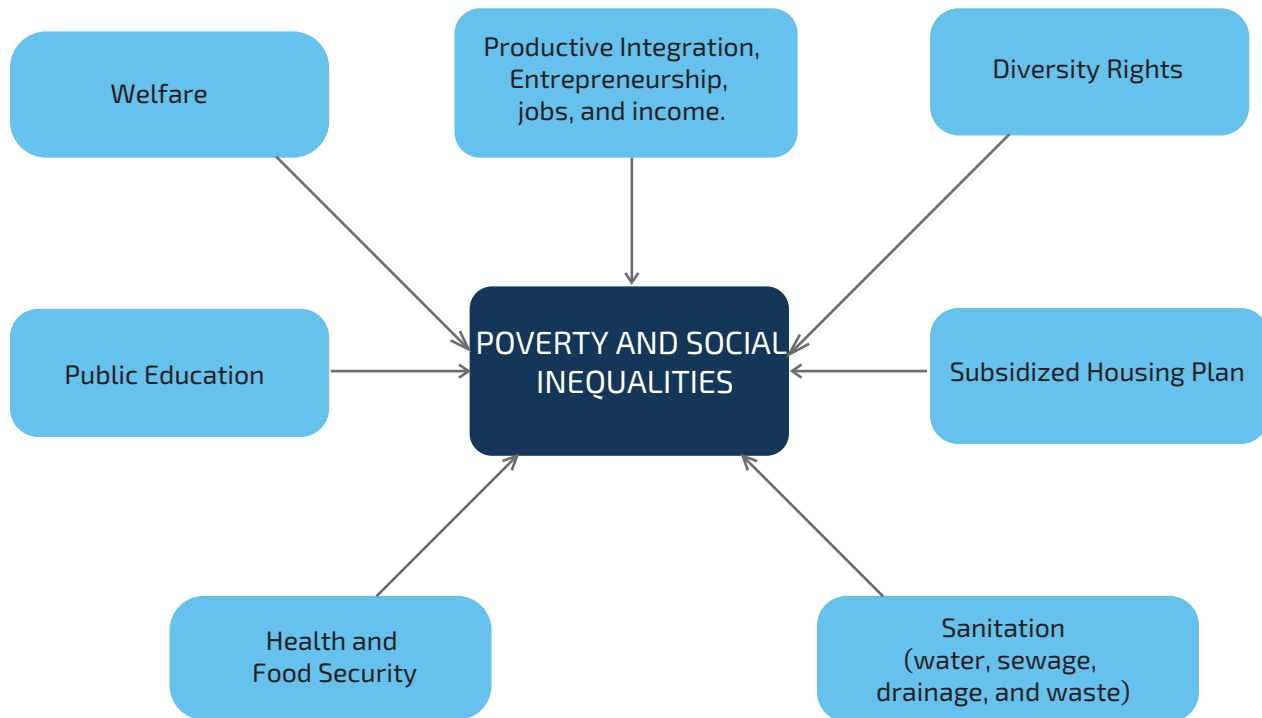 Welfare
Productive Integration,
Entrepreneurship,
jobs, and income.
Diversity Rights
POVERTY AND SOCIAL
INEQUALITIES
Public Education
Subsidized Housing Plan
Health and
Food Security
Sanitation
(water, sewage,
drainage, and waste)